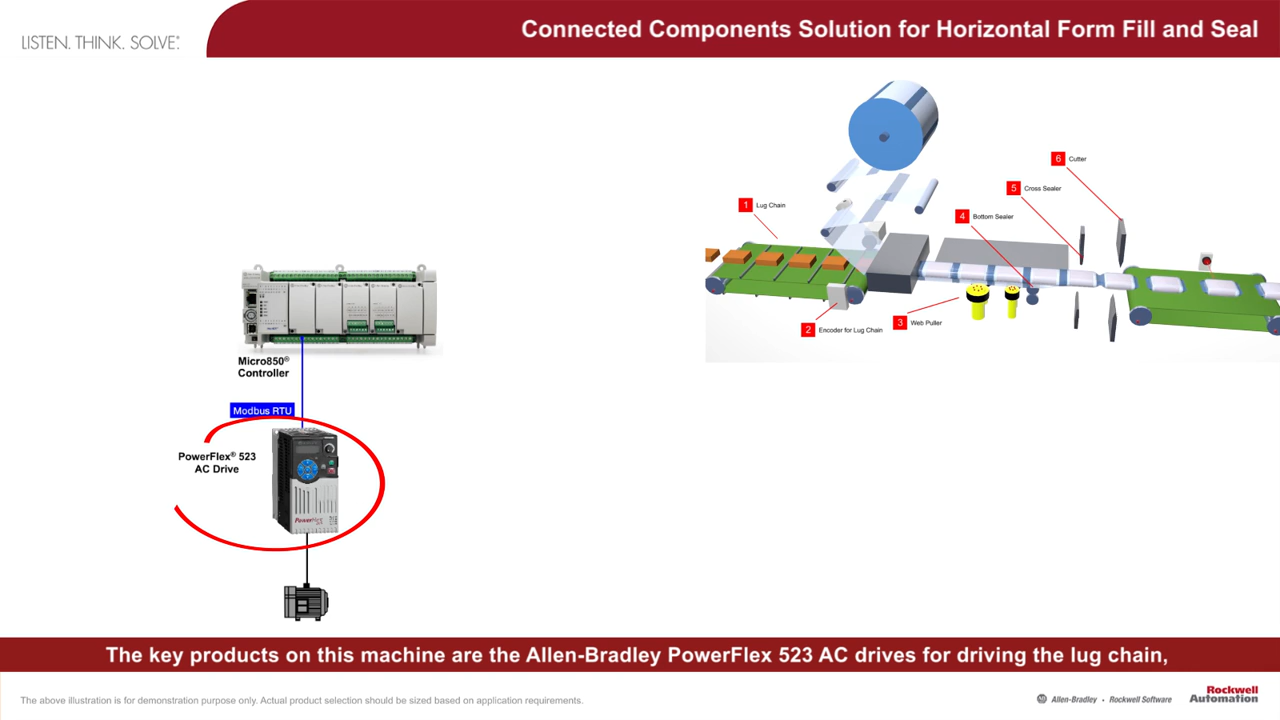 LISTEN. THINK. SOLVE.®
Connected Components Solution for Horizontal Form Fill and Seal
6 Cutter
5 Cross Sealer
1 Lug Chain
4 Bottom Sealer
3 Web Puller
2 Encoder for Lug Chain
Micro850®
Controller
Modbus RTU
PowerFlex® 523
AC Drive
PowerFlex
The key products on this machine are the Allen-Bradley PowerFlex 523 AC drives for driving the lug chain,
The above illustration is for demonstration purpose only. Actual product selection should be sized based on application requirements.
Allen-Bradley • Rockwell Software
Rockwell
Automation